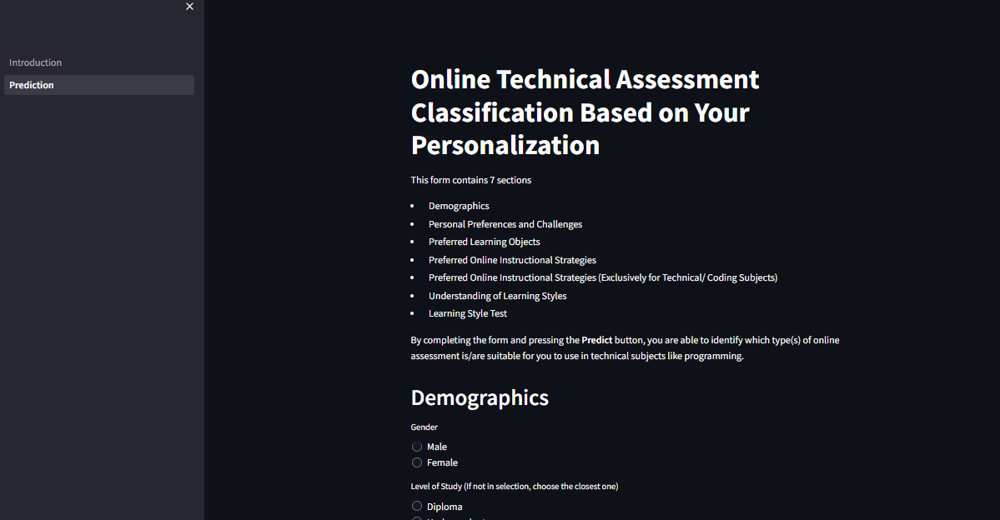 Introduction
Prediction
Online Technical Assessment
Classification Based on Your
Personalization
This form contains 7 sections
Demographics
Personal Preferences and Challenges
Preferred Learning Objects
Preferred Online Instructional Strategies
Preferred Online Instructional Strategies (Exclusively for Technical/ Coding Subjects)
Understanding of Learning Styles
Learning Style Test
By completing the form and pressing the Predict button, you are able to identify which type(s) of online
assessment is/are suitable for you to use in technical subjects like programming.
Demographics
Gender
Male
Female
Level of Study (If not in selection, choose the closest one)
Diploma